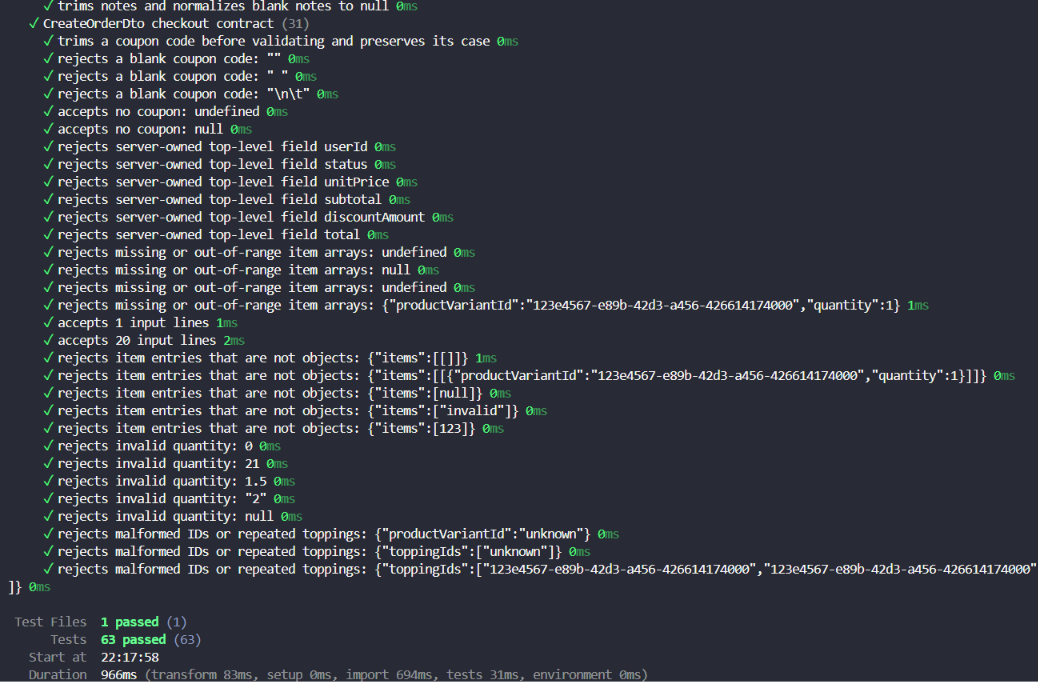 ✓ trims notes and normalizes blank notes to null 0ms
✓ CreateOrderDto checkout contract (31)
✓ trims a coupon code before validating and preserves its case 0ms
✓ rejects a blank coupon code: "" 0ms
✓ rejects a blank coupon code: " " 0ms
✓ rejects a blank coupon code: "\n\t" 0ms
✓ accepts no coupon: undefined 0ms
✓ accepts no coupon: null 0ms
✓ rejects server-owned top-level field userId 0ms
✓ rejects server-owned top-level field status 0ms
✓ rejects server-owned top-level field unitPrice 0ms
✓ rejects server-owned top-level field subtotal 0ms
✓ rejects server-owned top-level field discountAmount 0ms
✓ rejects server-owned top-level field total 0ms
✓ rejects missing or out-of-range item arrays: undefined 0ms
✓ rejects missing or out-of-range item arrays: null 0ms
✓ rejects missing or out-of-range item arrays: undefined 0ms
✓ rejects missing or out-of-range item arrays: {"productVariantId":"123e4567-e89b-42d3-a456-426614174000","quantity":1} 1ms
✓ accepts 1 input lines 1ms
✓ accepts 20 input lines 2ms
✓ rejects item entries that are not objects: {"items":[[]]} 1ms
✓ rejects item entries that are not objects: {"items":[[{"productVariantId":"123e4567-e89b-42d3-a456-426614174000","quantity":1}]]} 0ms
✓ rejects item entries that are not objects: {"items":[null]} 0ms
✓ rejects item entries that are not objects: {"items":["invalid"]} 0ms
✓ rejects item entries that are not objects: {"items":[123]} 0ms
✓ rejects invalid quantity: 0 0ms
✓ rejects invalid quantity: 21 0ms
✓ rejects invalid quantity: 1.5 0ms
✓ rejects invalid quantity: "2" 0ms
✓ rejects invalid quantity: null 0ms
✓ rejects malformed IDs or repeated toppings: {"productVariantId":"unknown"} 0ms
✓ rejects malformed IDs or repeated toppings: {"toppingIds":["unknown"]} 0ms
✓ rejects malformed IDs or repeated toppings: {"toppingIds":["123e4567-e89b-42d3-a456-426614174000","123e4567-e89b-42d3-a456-426614174000"
]} 0ms
Test Files 1 passed (1)
Tests 63 passed (63)
Start at 22:17:58
Duration 966ms (transform 83ms, setup 0ms, import 694ms, tests 31ms, environment 0ms)